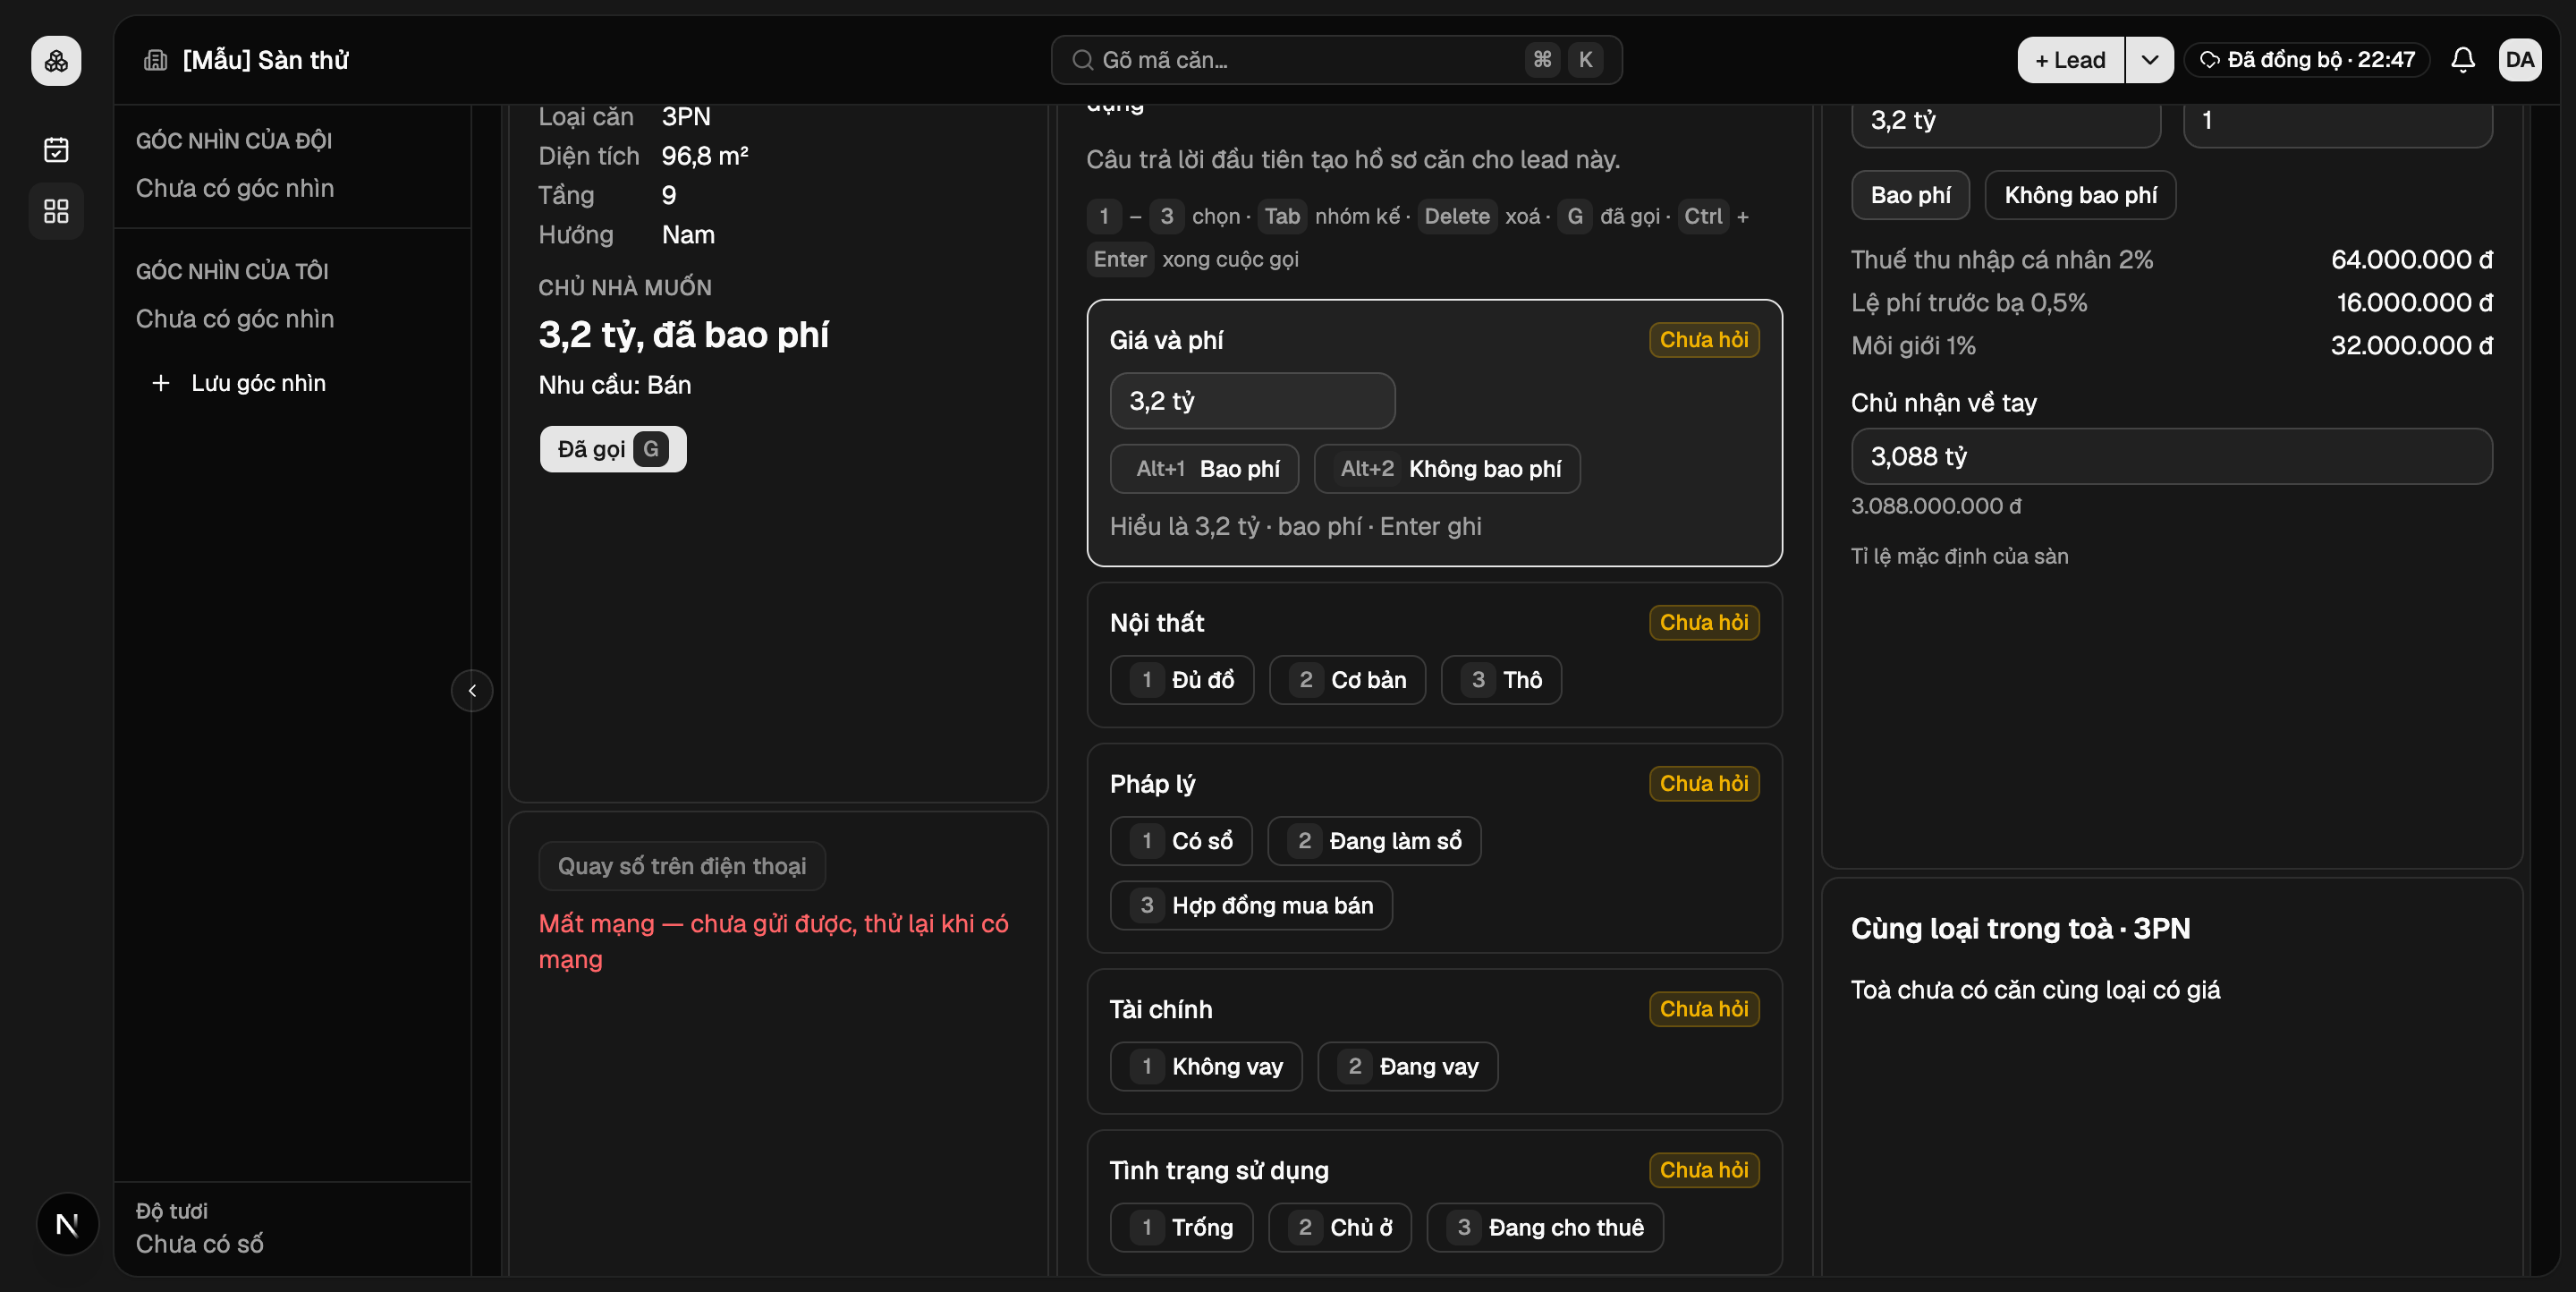 [Mẫu] Sàn thử
Gõ mã căn...
⌘ K
+ Lead
Đã đồng bộ · 22:47
DA
GÓC NHÌN CỦA ĐỘI
Chưa có góc nhìn
GÓC NHÌN CỦA TÔI
Chưa có góc nhìn
+ Lưu góc nhìn
Độ tươi
Chưa có số
N
Loại căn 3PN
Diện tích 96,8 m²
Tầng 9
Hướng Nam
CHỦ NHÀ MUỐN
3,2 tỷ, đã bao phí
Nhu cầu: Bán
Đã gọi G
Quay số trên điện thoại
Mất mạng — chưa gửi được, thử lại khi có
mạng
dụng
Câu trả lời đầu tiên tạo hồ sơ căn cho lead này.
1 – 3 chọn · Tab nhóm kế · Delete xoá · G đã gọi · Ctrl +
Enter xong cuộc gọi
Giá và phí Chưa hỏi
3,2 tỷ
Alt+1 Bao phí Alt+2 Không bao phí
Hiểu là 3,2 tỷ · bao phí · Enter ghi
Nội thất Chưa hỏi
1 Đủ đồ 2 Cơ bản 3 Thô
Pháp lý Chưa hỏi
1 Có sổ 2 Đang làm sổ
3 Hợp đồng mua bán
Tài chính Chưa hỏi
1 Không vay 2 Đang vay
Tình trạng sử dụng Chưa hỏi
1 Trống 2 Chủ ở 3 Đang cho thuê
3,2 tỷ 1
Bao phí Không bao phí
Thuế thu nhập cá nhân 2% 64.000.000 đ
Lệ phí trước bạ 0,5% 16.000.000 đ
Môi giới 1% 32.000.000 đ
Chủ nhận về tay
3,088 tỷ
3.088.000.000 đ
Tỉ lệ mặc định của sàn
Cùng loại trong toà · 3PN
Toà chưa có căn cùng loại có giá